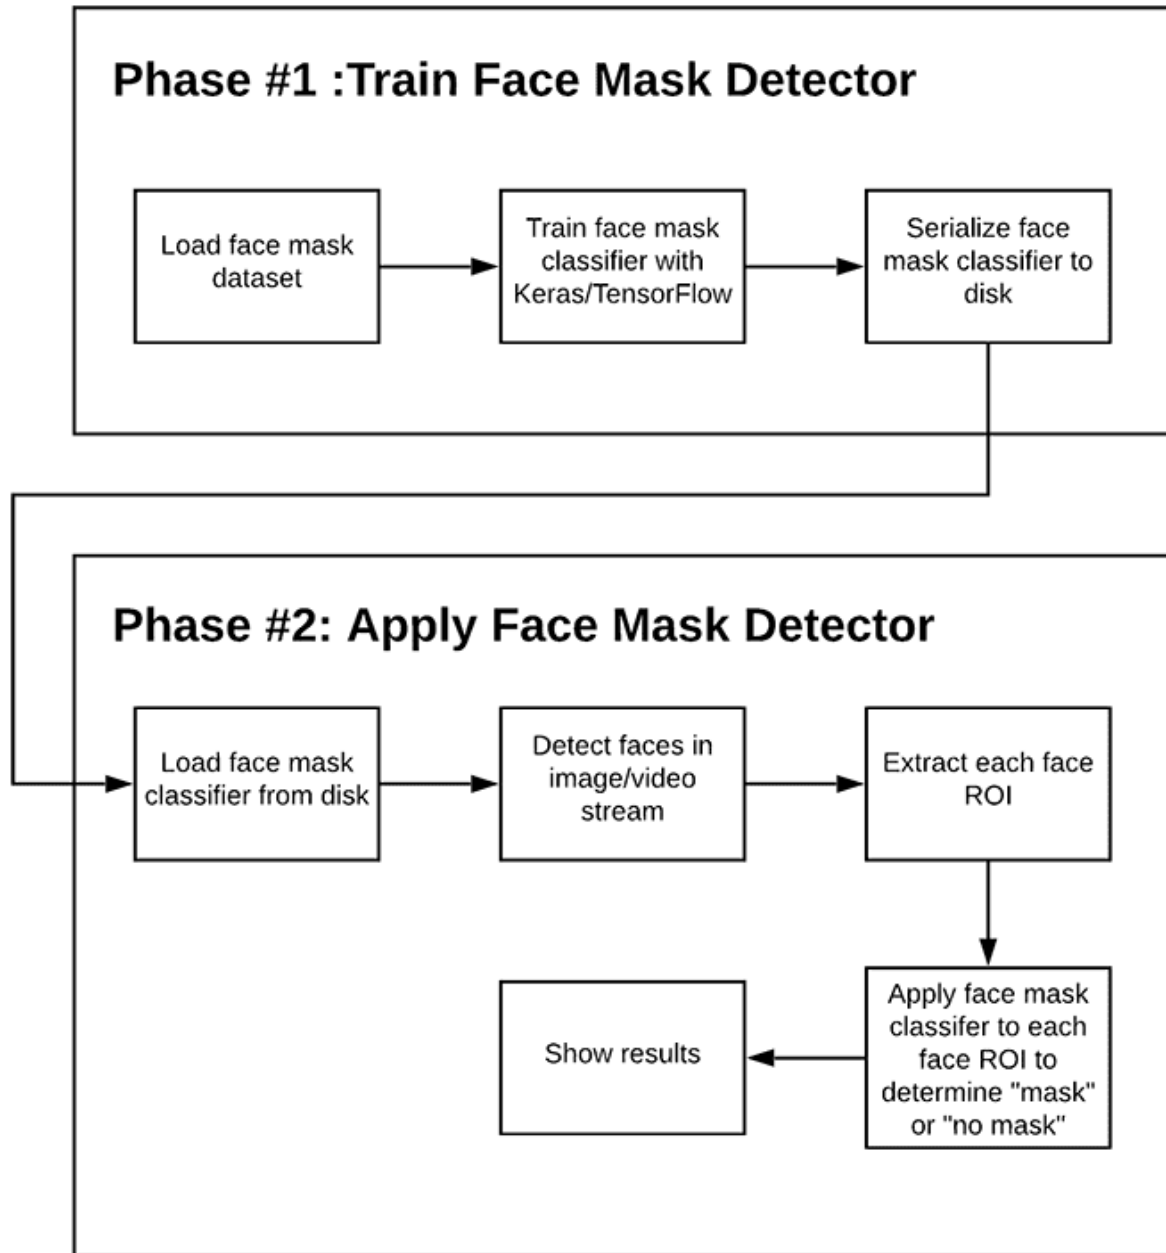 Phase #1 :Train Face Mask Detector
Load face mask
dataset
Train face mask
classifier with
Keras/TensorFlow
Serialize face
mask classifier to
disk
Phase #2: Apply Face Mask Detector
Load face mask
classifier from disk
Detect faces in
image/video
stream
Extract each face
ROI
Apply face mask
classifer to each
face ROI to
determine "mask"
or "no mask"
Show results